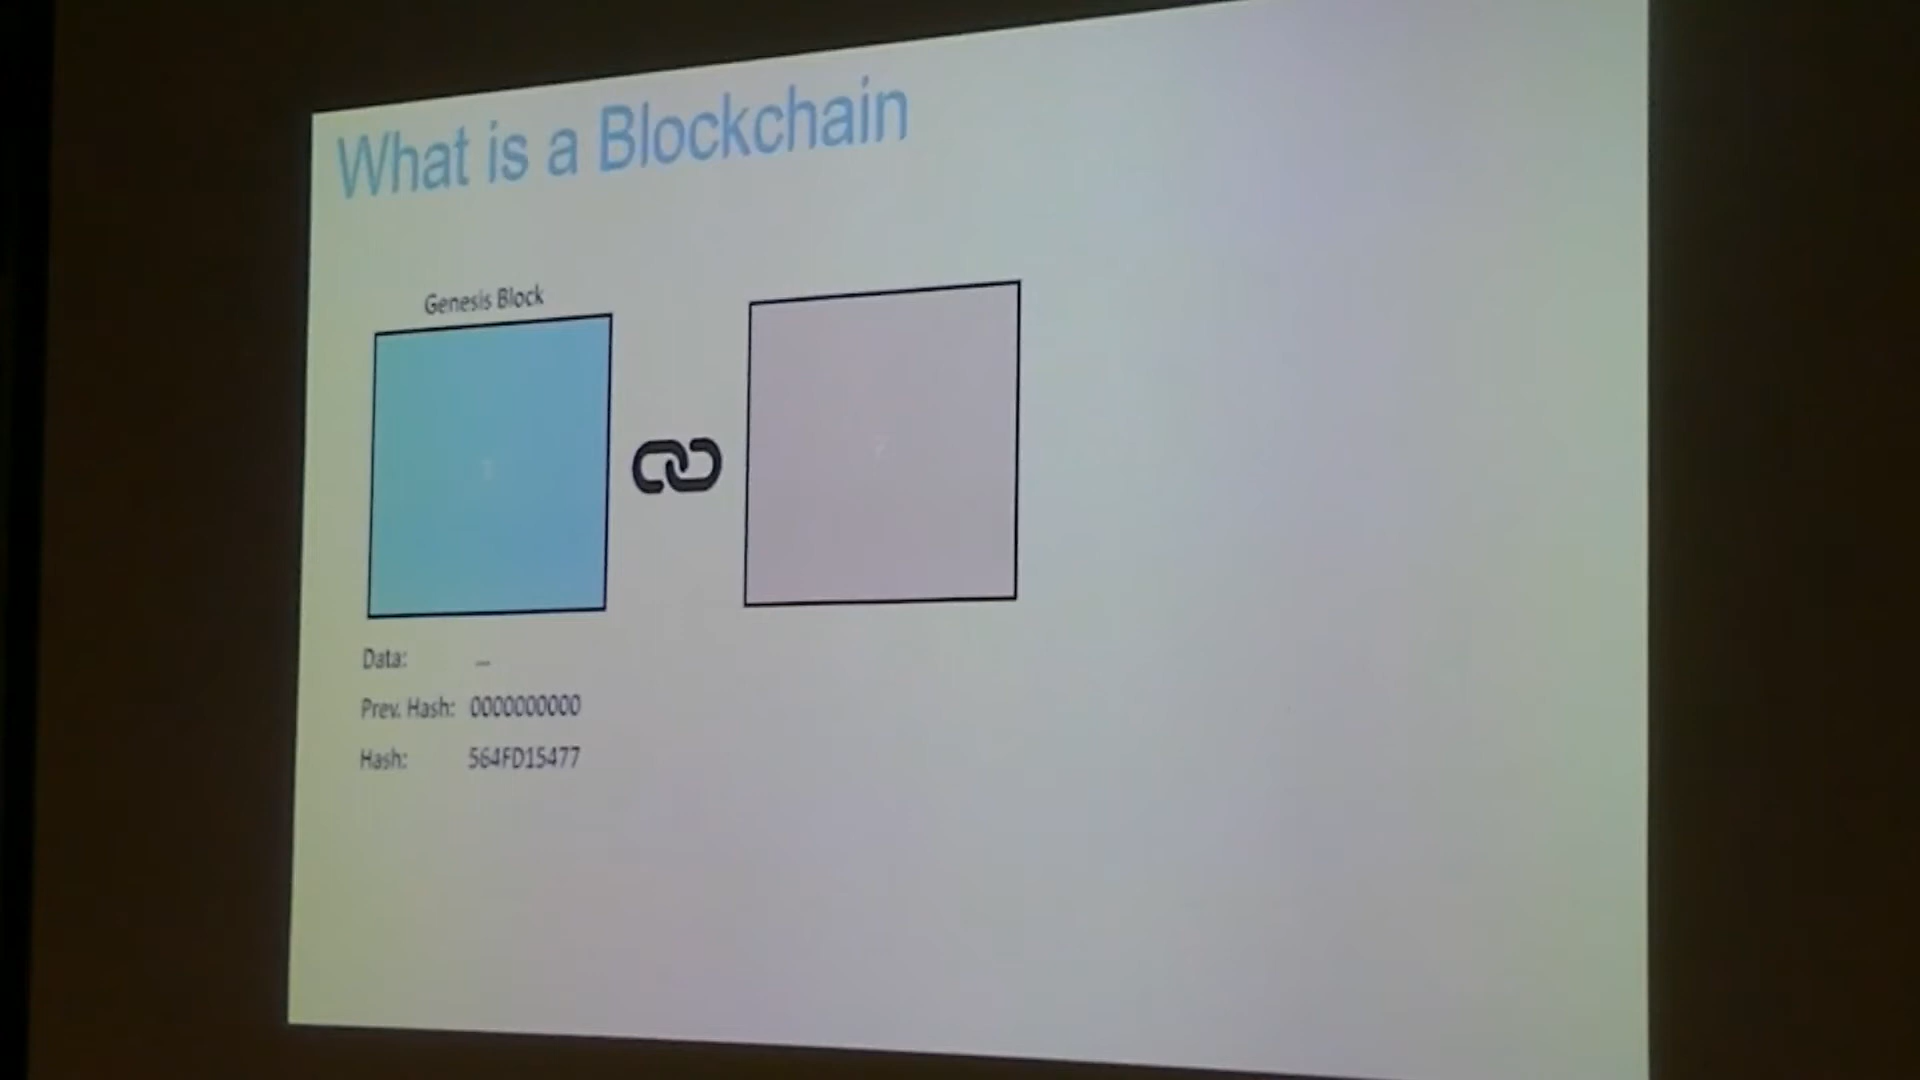 What is a Blockchain
Genesis Block
Data: ...
Prev. Hash: 0000000000
Hash: 564FD15477